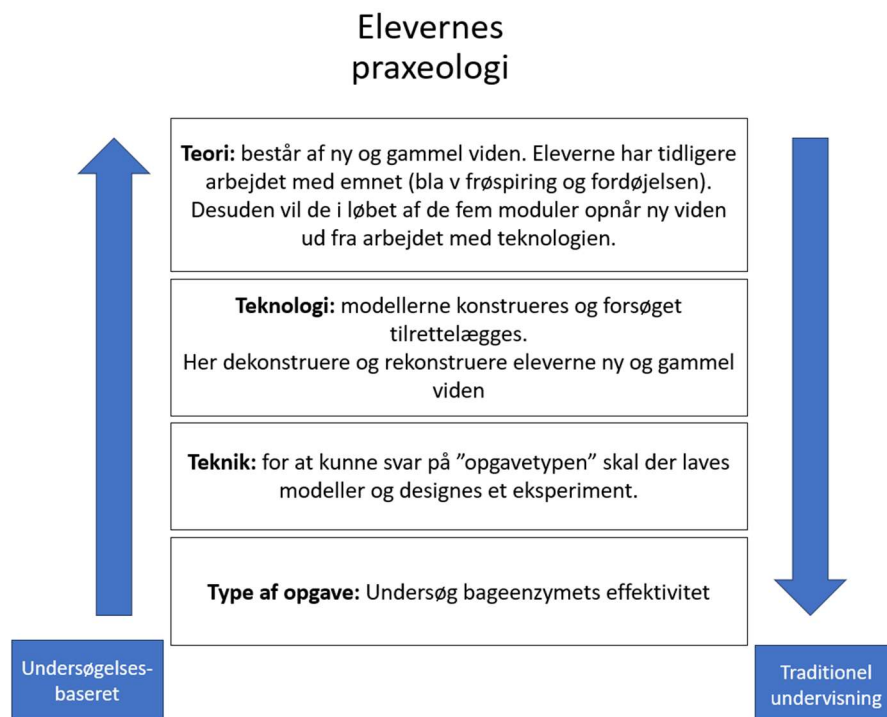 Elevernes
praxeologi
Teori: består af ny og gammel viden. Eleverne har tidligere
arbejdet med emnet (bla v frøspiring og fordøjelsen).
Desuden vil de i løbet af de fem moduler opnår ny viden
ud fra arbejdet med teknologien.
Teknologi: modellerne konstrueres og forsøget
tilrettelægges.
Her dekonstruere og rekonstruere eleverne ny og gammel
viden
Teknik: for at kunne svar på ”opgavetypen” skal der laves
modeller og designes et eksperiment.
Type af opgave: Undersøg bageenzymets effektivitet
Undersøgelses-
baseret
Traditionel
undervisning